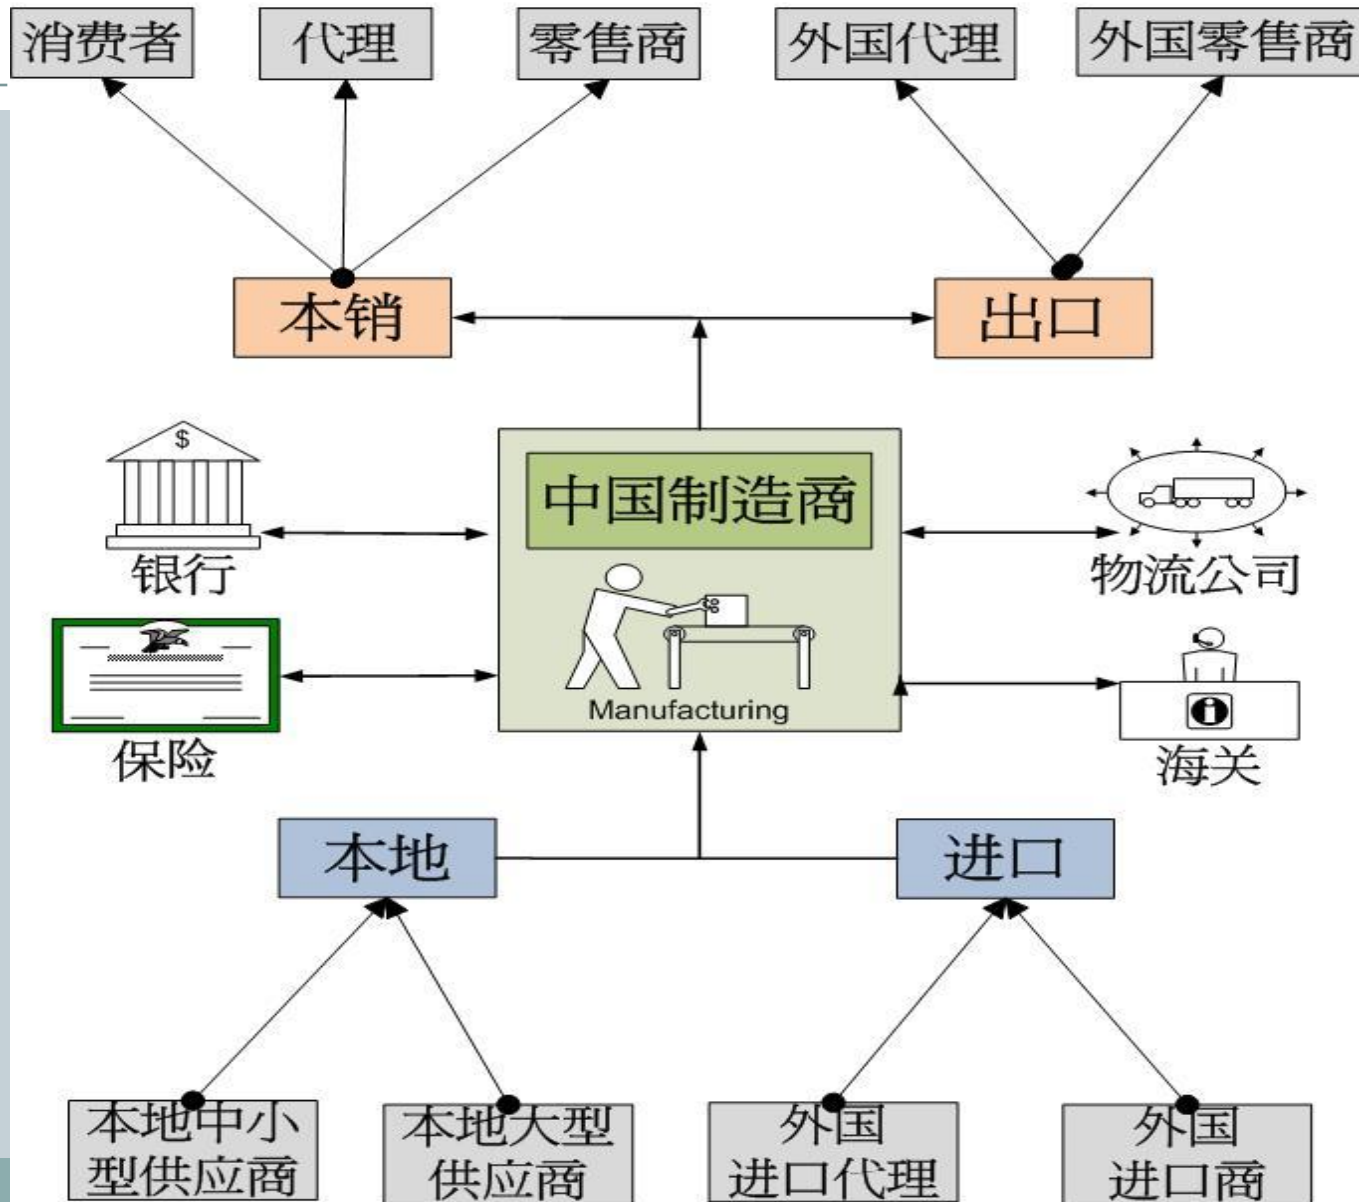 消费者
代理
零售商
外国代理
外国零售商
本销
出口
$
银行
中国制造商
物流公司
Manufacturing
保险
海关
本地
进口
本地中小
型供应商
本地大型
供应商
外国
进口代理
外国
进口商